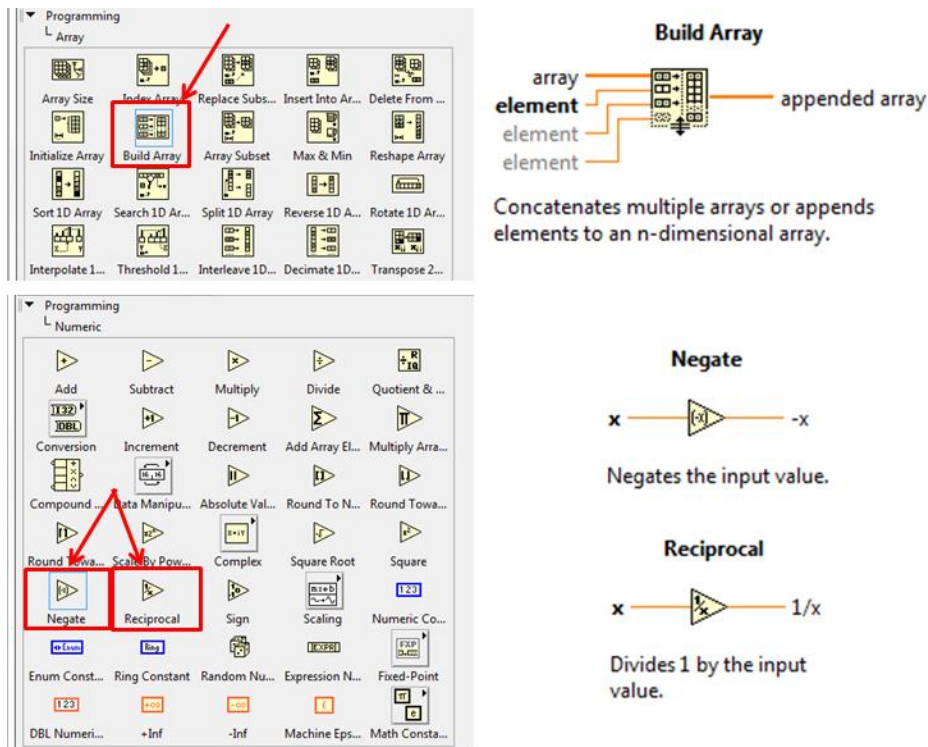 Programming
Array
Array Size Index Array Replace Subs... Insert Into Ar... Delete From ...
Initialize Array Build Array Array Subset Max & Min Reshape Array
Sort 1D Array Search 1D Ar... Split 1D Array Reverse 1D A... Rotate 1D Ar...
Interpolate 1... Threshold 1... Interleave 1D... Decimate 1D... Transpose 2...
Build Array
array
element
element
element
appended array
Concatenates multiple arrays or appends
elements to an n-dimensional array.
Programming
Numeric
Add Subtract Multiply Divide Quotient & ...
Conversion Increment Decrement Add Array El... Multiply Arra...
Compound ... Data Manipu... Absolute Val... Round To N... Round Towa...
Round Towa... Scale By Pow... Complex Square Root Square
Negate Reciprocal Sign Scaling Numeric Co...
Enum Const... Ring Constant Random Nu... Expression N... Fixed-Point
DBL Numeri... +Inf -Inf Machine Eps... Math Consta...
Negate
x -x
Negates the input value.
Reciprocal
x 1/x
Divides 1 by the input
value.